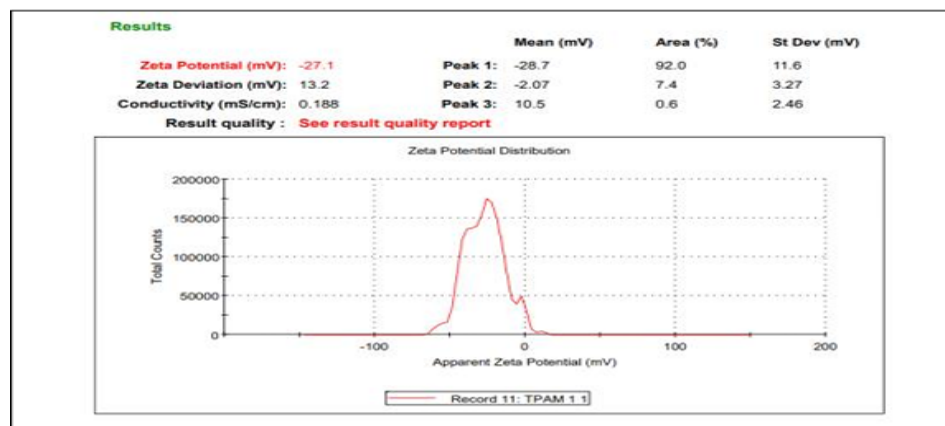 Results
Mean (mV) Area (%) St Dev (mV)
Zeta Potential (mV): -27.1 Peak 1: -28.7 92.0 11.6
Zeta Deviation (mV): 13.2 Peak 2: -2.07 7.4 3.27
Conductivity (mS/cm): 0.188 Peak 3: 10.5 0.6 2.46
Result quality : See result quality report
Zeta Potential Distribution
200000
150000
100000
50000
0
Total Counts
-100 0 100 200
Apparent Zeta Potential (mV)
Record 11: TPAM 1 1